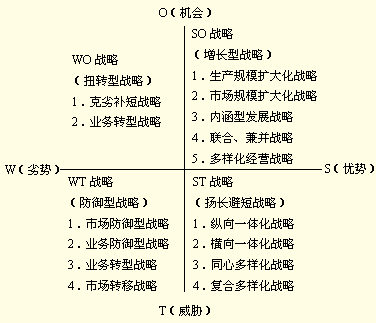 O(机会)
SO 战略
(增长型战略)
1．生产规模扩大化战略
2．市场规模扩大化战略
3．内涵型发展战略
4．联合、兼并战略
5．多样化经营战略
WO 战略
(扭转型战略)
1．克劣补短战略
2．业务转型战略
W(劣势)
S(优势)
WT 战略
(防御型战略)
1．市场防御型战略
2．业务防御型战略
3．业务转型战略
4．市场转移战略
ST 战略
(扬长避短战略)
1．纵向一体化战略
2．横向一体化战略
3．同心多样化战略
4．复合多样化战略
T(威胁)